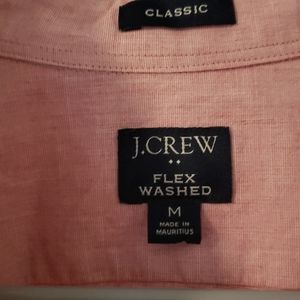 CLASSIC
J.CREW
FLEX
WASHED
M
MADE IN
MAURITIUS